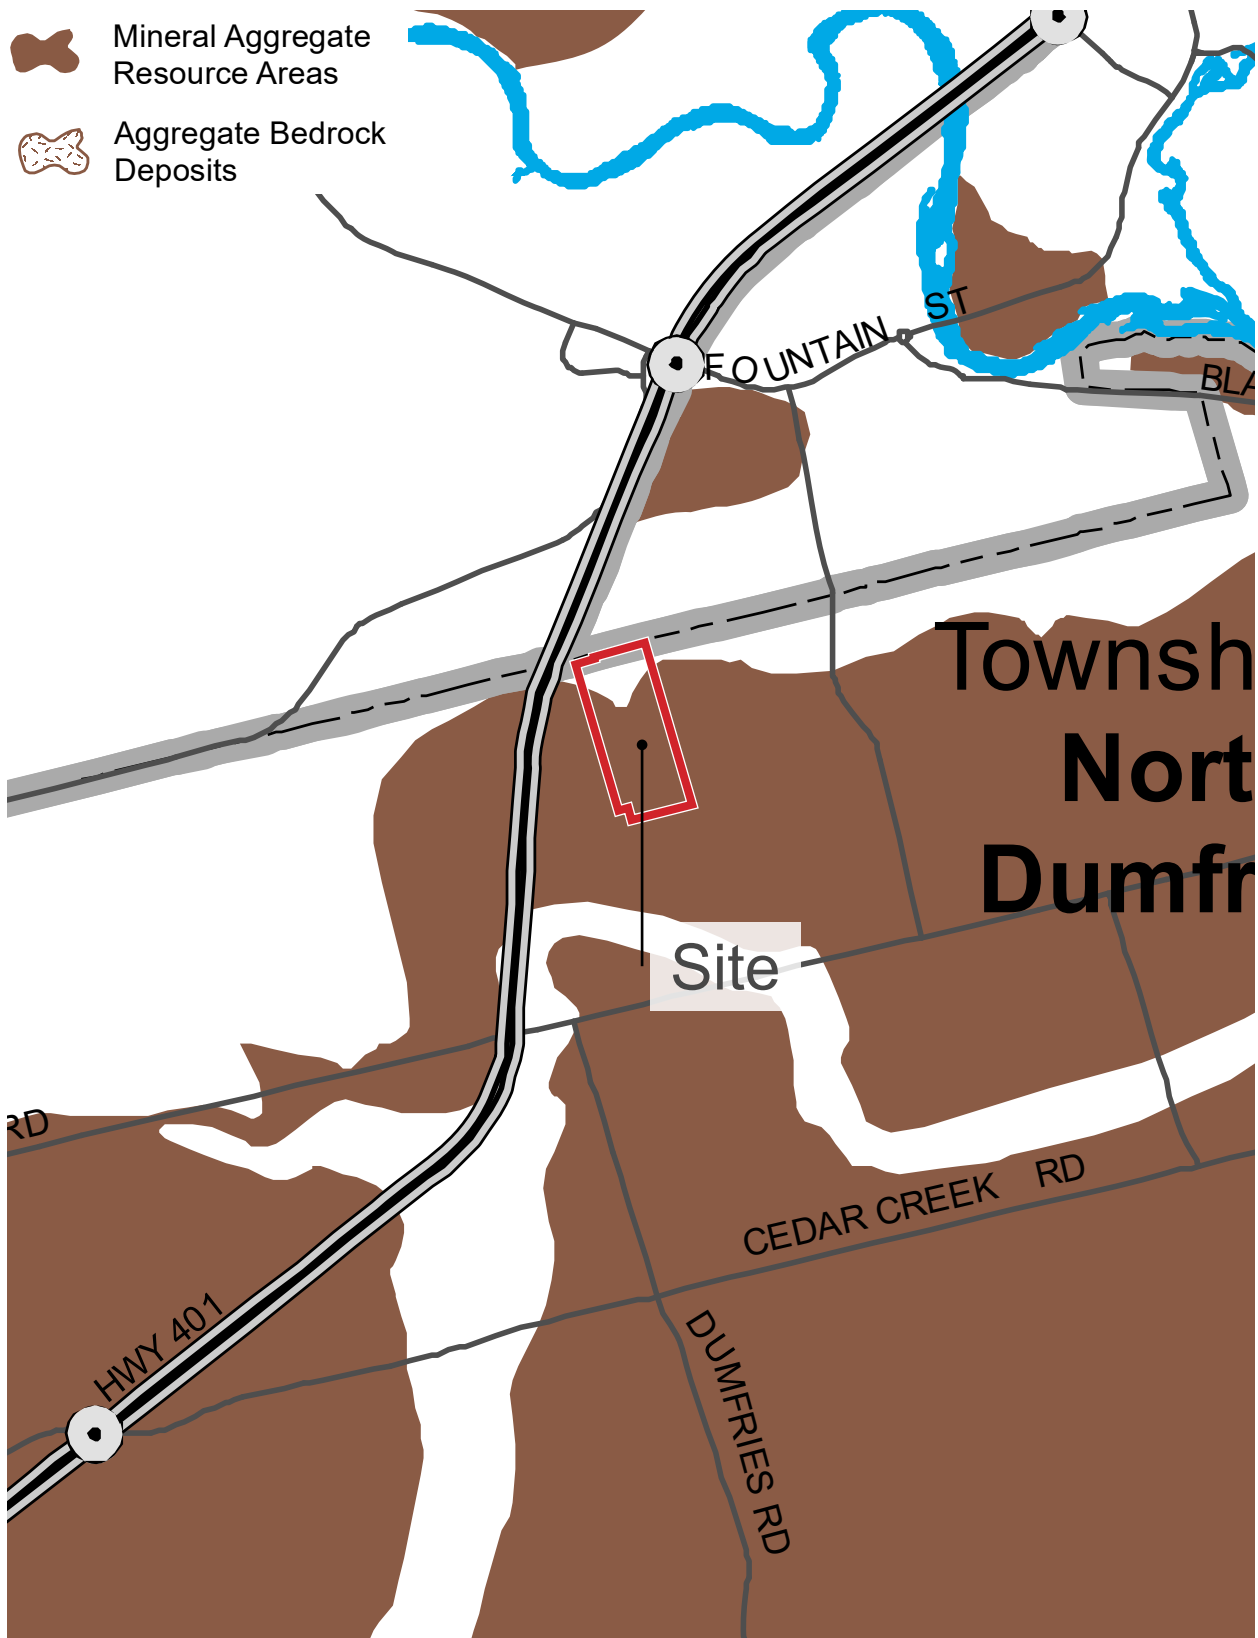 Mineral Aggregate
Resource Areas
Aggregate Bedrock
Deposits
FOUNTAIN ST
BLA
Townsh
Nort
Dumfr
Site
RD
CEDAR CREEK RD
HWY 401
DUMFRIES RD